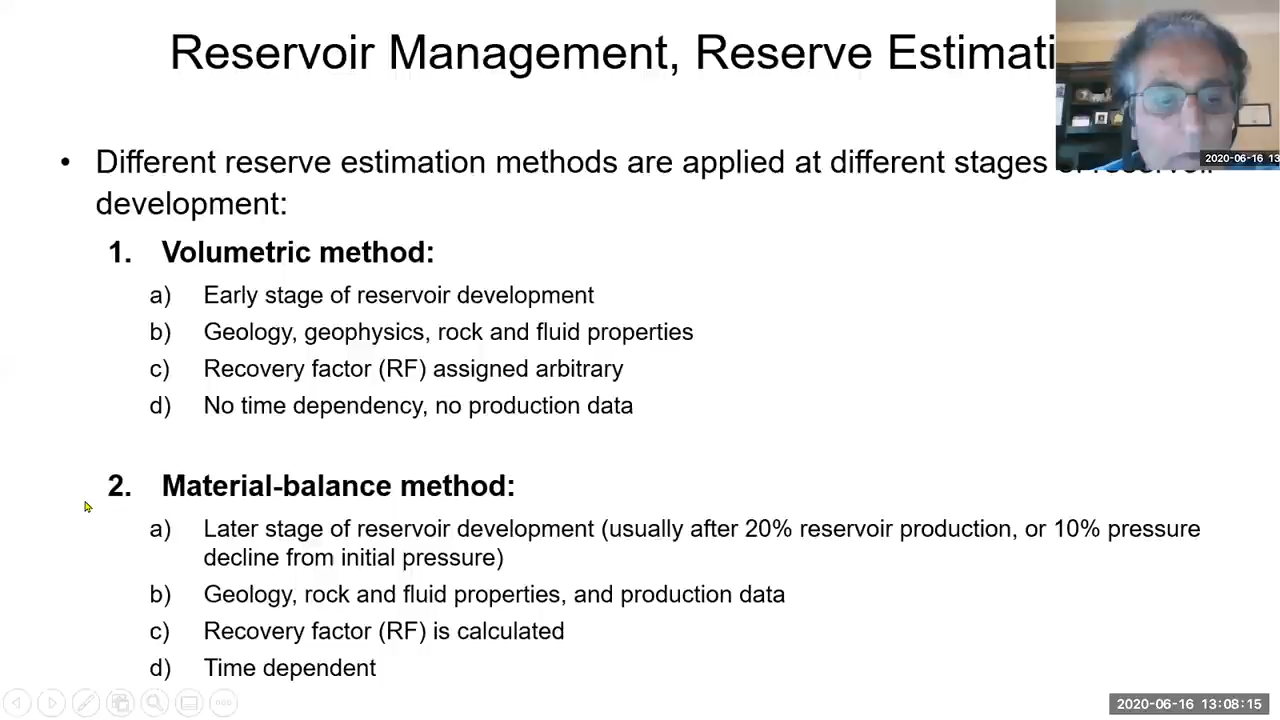 Reservoir Management, Reserve Estimati
• Different reserve estimation methods are applied at different stages
development:
1. Volumetric method:
a) Early stage of reservoir development
b) Geology, geophysics, rock and fluid properties
c) Recovery factor (RF) assigned arbitrary
d) No time dependency, no production data
2. Material-balance method:
a) Later stage of reservoir development (usually after 20% reservoir production, or 10% pressure
decline from initial pressure)
b) Geology, rock and fluid properties, and production data
c) Recovery factor (RF) is calculated
d) Time dependent
2020-06-16 13
2020-06-16 13:08:15